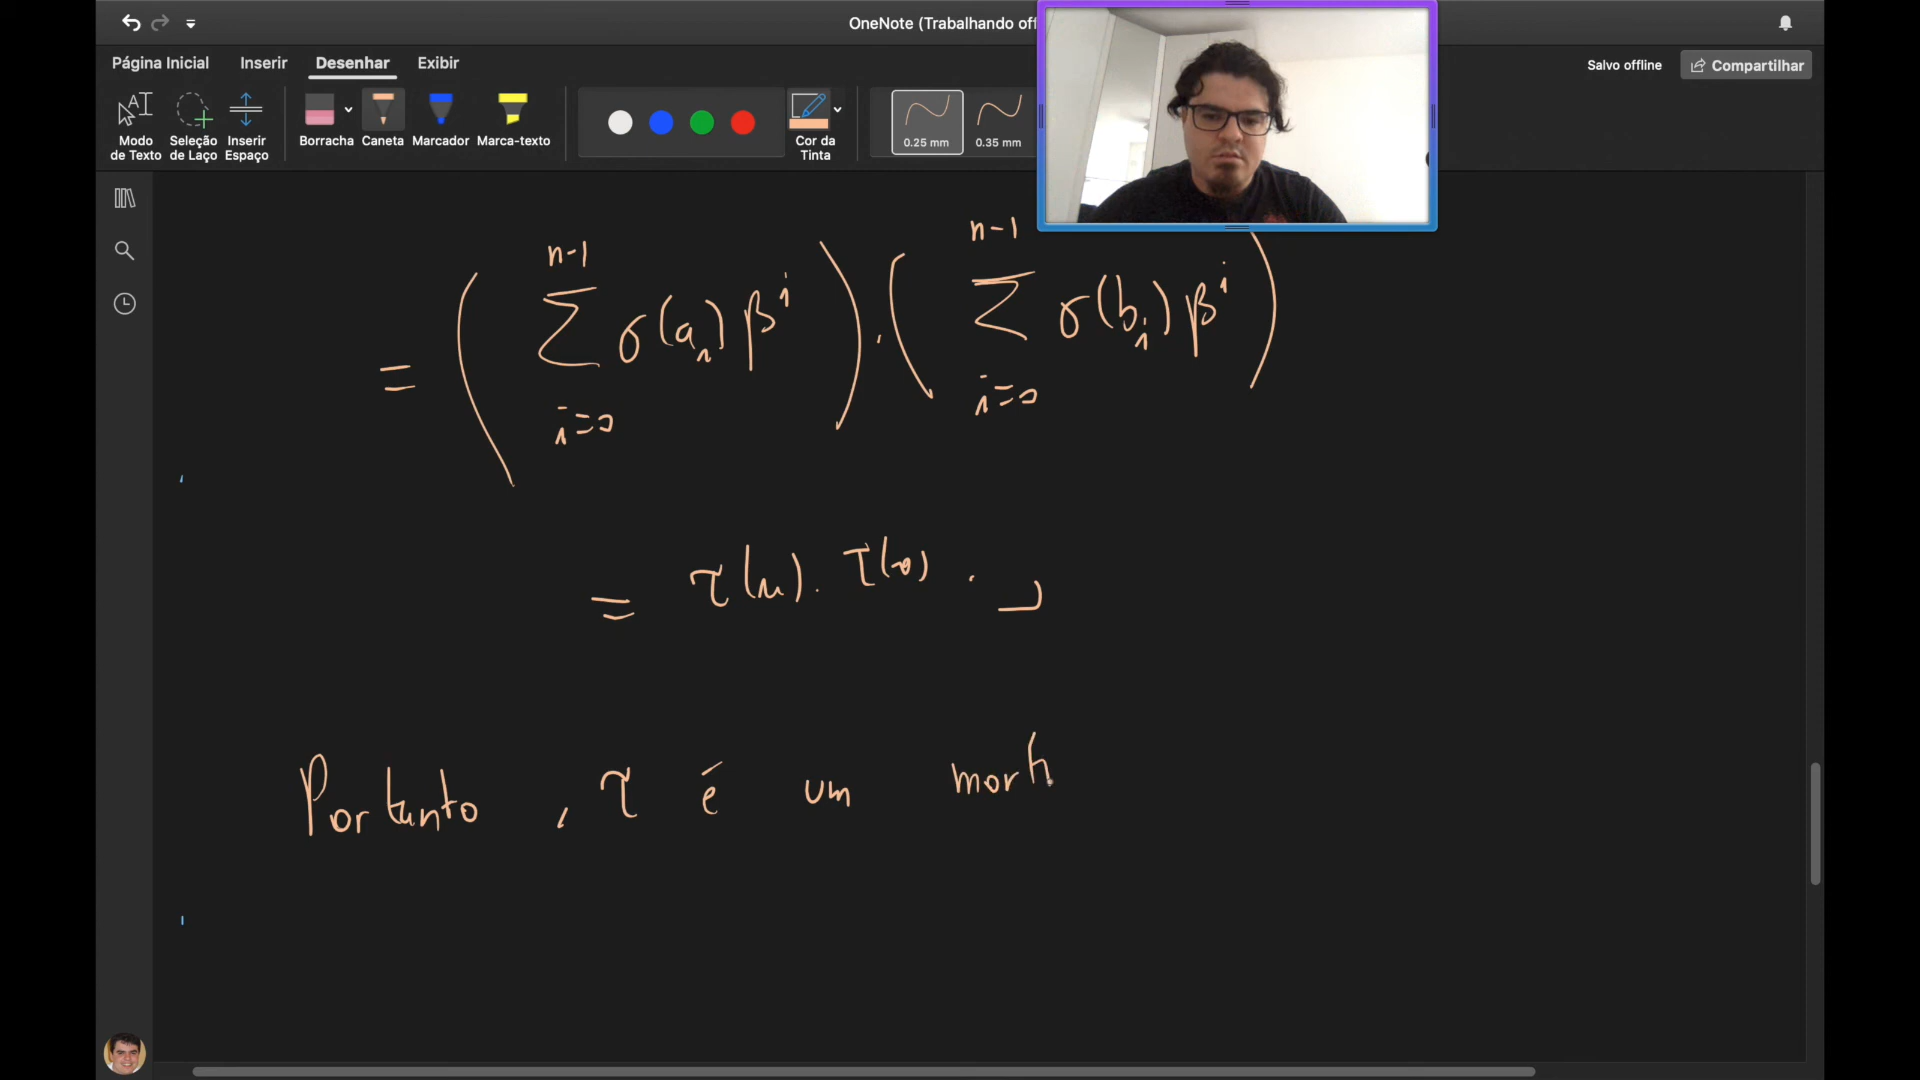 OneNote (Trabalhando off
Página Inicial Inserir Desenhar Exibir
Salvo offline Compartilhar
Modo de Texto Seleção de Laço Inserir Espaço Borracha Caneta Marcador Marca-texto Cor da Tinta 0.25 mm 0.35 mm
= ( n-1 ∑ i=0 σ(a_i) β^i ) . ( n-1 ∑ i=0 σ(b_i) β^i )
= τ(u) . τ(v) .
Portanto, τ é um morf